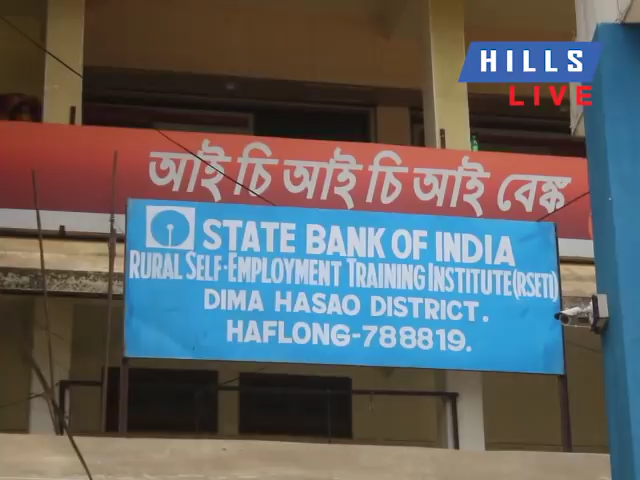 HILLS
LIVE
আই চি আই চি আই বেঙ্ক
STATE BANK OF INDIA
RURAL SELF-EMPLOYMENT TRAINING INSTITUTE (RSETI)
DIMA HASAO DISTRICT.
HAFLONG-788819.